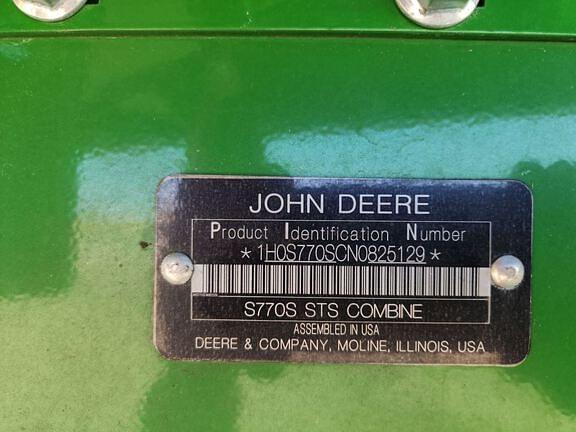 JOHN DEERE
Product Identification Number
*1H0S770SCN0825129*
S770S STS COMBINE
ASSEMBLED IN USA
DEERE & COMPANY, MOLINE, ILLINOIS, USA